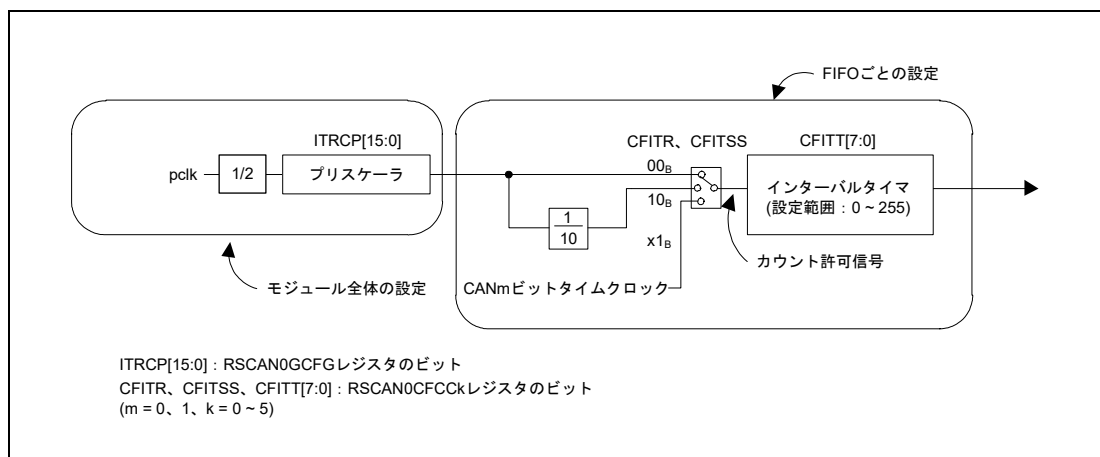 FIFOごとの設定
ITRCP[15:0]
CFITR、CFITSS
CFITT[7:0]
pclk
1/2
プリスケーラ
00B
10B
x1B
1
10
インターバルタイマ
(設定範囲：0 ~ 255)
カウント許可信号
モジュール全体の設定
CANmビットタイムクロック
ITRCP[15:0]：RSCAN0GCFGレジスタのビット
CFITR、CFITSS、CFITT[7:0]：RSCAN0CFCCkレジスタのビット
(m = 0、1、k = 0 ~ 5)